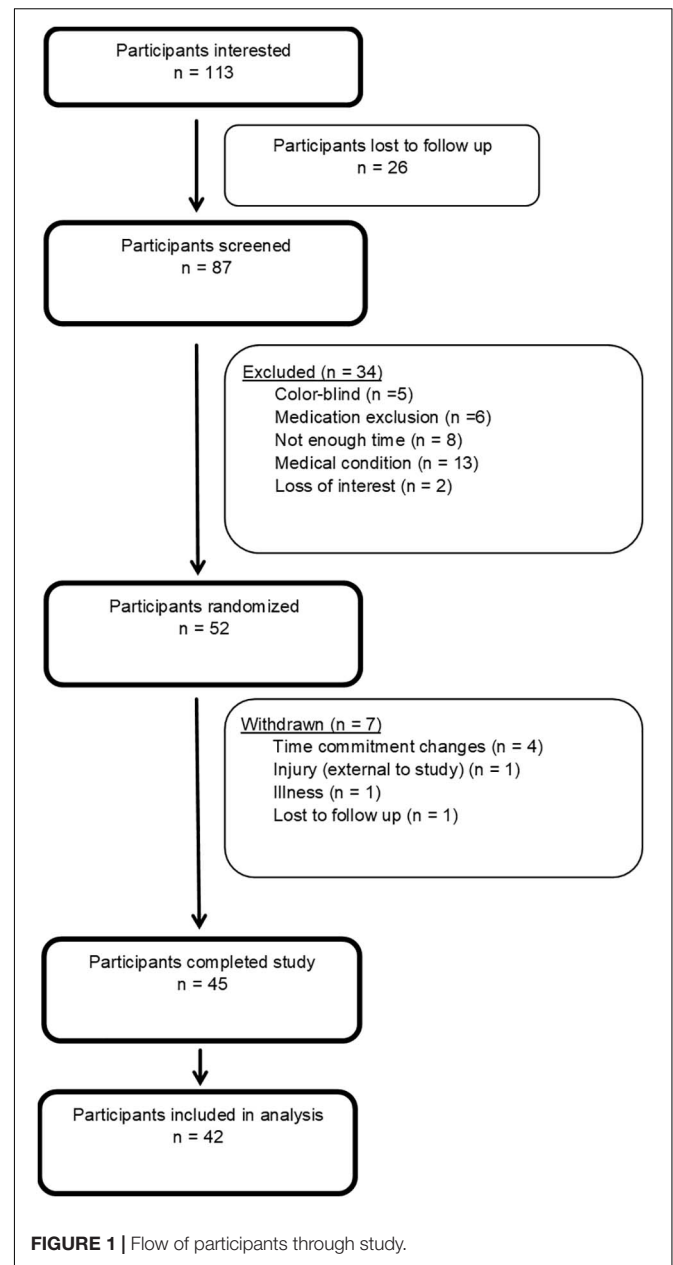 Participants interested
n = 113
Participants lost to follow up
n = 26
Participants screened
n = 87
Excluded (n = 34)
Color-blind (n =5)
Medication exclusion (n =6)
Not enough time (n = 8)
Medical condition (n = 13)
Loss of interest (n = 2)
Participants randomized
n = 52
Withdrawn (n = 7)
Time commitment changes (n = 4)
Injury (external to study) (n = 1)
Illness (n = 1)
Lost to follow up (n = 1)
Participants completed study
n = 45
Participants included in analysis
n = 42
FIGURE 1 | Flow of participants through study.